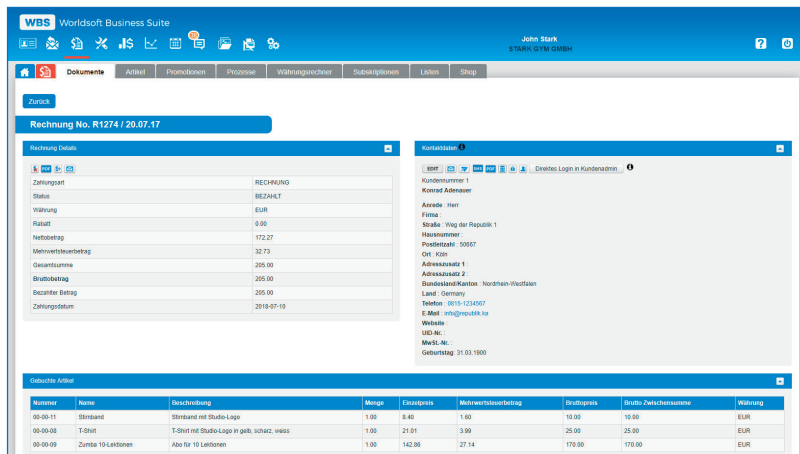 WBS Worldsoft Business Suite
John Stark
STARK GYM GMBH
Dokumente Artikel Promotionen Prozesse Währungsrechner Subskriptionen Listen Shop
Zurück
Rechnung No. R1274 / 20.07.17
Rechnung Details
PDF
Zahlungsart RECHNUNG
Status BEZAHLT
Währung EUR
Rabatt 0.00
Nettobetrag 172.27
Mehrwertsteuerbetrag 32.73
Gesamtsumme 205.00
Bruttobetrag 205.00
Bezahlter Betrag 205.00
Zahlungsdatum 2018-07-10
Kontaktdaten
EDIT SMS PDF Direktes Login in Kundenadmin
Kundennummer 1
Konrad Adenauer
Anrede : Herr
Firma :
Straße : Weg der Republik 1
Hausnummer :
Postleitzahl : 50667
Ort : Köln
Adresszusatz 1 :
Adresszusatz 2 :
Bundesland/Kanton : Nordrhein-Westfalen
Land : Germany
Telefon : 0815-1234567
E-Mail : info@republik.ka
Website :
UID-Nr. :
MwSt.-Nr. :
Geburtstag: 31.03.1900
Gebuchte Artikel
Nummer Name Beschreibung Menge Einzelpreis Mehrwertsteuerbetrag Bruttopreis Brutto Zwischensumme Währung
00-00-11 Stirnband Stirnband mit Studio-Logo 1.00 8.40 1.60 10.00 10.00 EUR
00-00-08 T-Shirt T-Shirt mit Studio-Logo in gelb, scharz, weiss 1.00 21.01 3.99 25.00 25.00 EUR
00-00-09 Zumba 10-Lektionen Abo für 10 Lektionen 1.00 142.86 27.14 170.00 170.00 EUR